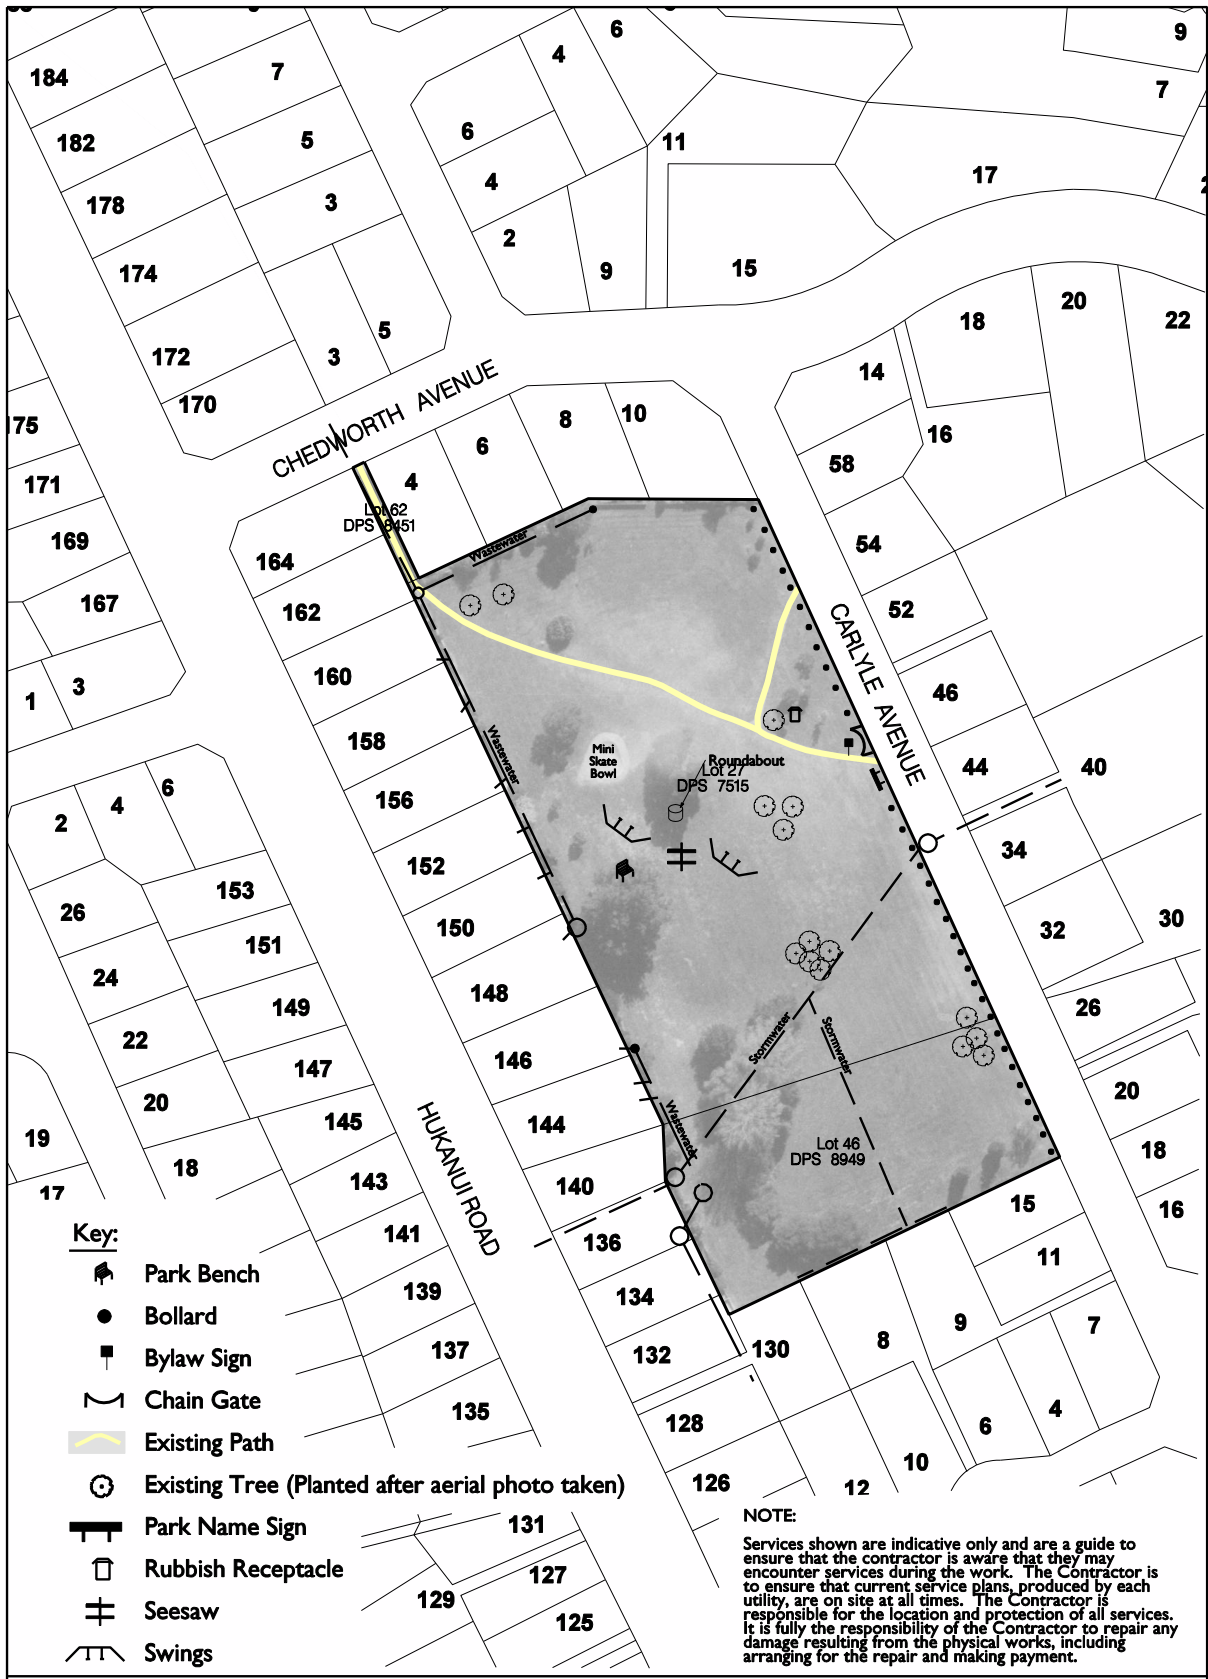 184
7
4
6
9
182
5
6
11
7
178
3
4
17
174
2
9
15
5
20
172
3
18
22
170
14
CHEDWORTH AVENUE
175
8
10
6
16
171
4
58
Lot 62
DPS 8451
169
Wastewater
54
164
167
162
52
CARLYLE AVENUE
160
1
3
46
158
Wastewater
Mini
Skate
Bowl
Roundabout
Lot 27
DPS 7515
44
40
6
156
4
2
34
152
153
26
150
32
30
151
24
148
149
26
22
146
Stormwater
Stormwater
147
20
144
Wastewater
20
145
HUKANUI ROAD
19
Lot 46
DPS 8949
18
18
143
140
17
15
16
141
136
11
139
134
9
7
137
132
130
8
135
128
6
4
126
10
12
Key:
Park Bench
Bollard
Bylaw Sign
Chain Gate
Existing Path
Existing Tree (Planted after aerial photo taken)
Park Name Sign
Rubbish Receptacle
Seesaw
Swings
131
127
129
125
NOTE:
Services shown are indicative only and are a guide to
ensure that the contractor is aware that they may
encounter services during the work. The Contractor is
to ensure that current service plans, produced by each
utility, are on site at all times. The Contractor is
responsible for the location and protection of all services.
It is fully the responsibility of the Contractor to repair any
damage resulting from the physical works, including
arranging for the repair and making payment.